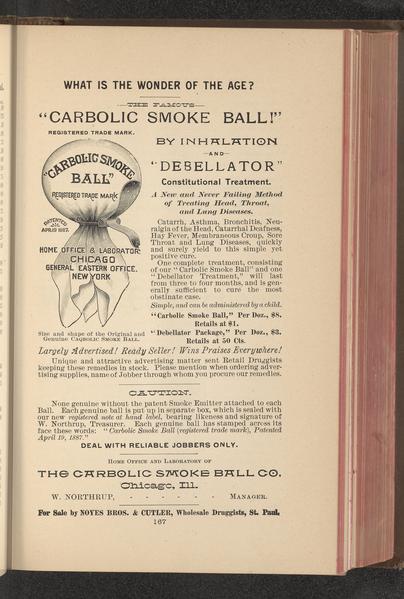 WHAT IS THE WONDER OF THE AGE?
THE FAMOUS
"CARBOLIC SMOKE BALL!"
REGISTERED TRADE MARK.
"CARBOLIC SMOKE
BALL"
REGISTERED TRADE MARK
PATENTED
APRIL 19 1887.
HOME OFFICE & LABORATORY
CHICAGO
GENERAL EASTERN OFFICE.
NEW YORK
Size and shape of the Original and
Genuine CARBOLIC SMOKE BALL.
BY INHALATION
—AND—
"DEBELLATOR"
Constitutional Treatment.
A New and Never Failing Method
of Treating Head, Throat,
and Lung Diseases.
Catarrh, Asthma, Bronchitis, Neu-
ralgia of the Head, Catarrhal Deafness,
Hay Fever, Membraneous Croup, Sore
Throat and Lung Diseases, quickly
and surely yield to this simple yet
positive cure.
One complete treatment, consisting
of our "Carbolic Smoke Ball" and one
"Debellator Treatment," will last
from three to four months, and is gen-
erally sufficient to cure the most
obstinate case.
Simple, and can be administered by a child.
"Carbolic Smoke Ball," Per Doz., $8.
Retails at $1.
"Debellator Package," Per Doz., $3.
Retails at 50 Cts.
Largely Advertised! Ready Seller! Wins Praises Everywhere!
Unique and attractive advertising matter sent Retail Druggists
keeping these remedies in stock. Please mention when ordering adver-
tising supplies, name of Jobber through whom you procure our remedies.
CAUTION.
None genuine without the patent Smoke Emitter attached to each
Ball. Each genuine ball is put up in separate box, which is sealed with
our new registered note at hand label, bearing likeness and signature of
W. Northrup, Treasurer. Each genuine ball has stamped across its
face these words: "Carbolic Smoke Ball (registered trade mark), Patented
April 19, 1887."
DEAL WITH RELIABLE JOBBERS ONLY.
HOME OFFICE AND LABORATORY OF
THE CARBOLIC SMOKE BALL CO.
Chicago, Ill.
W. NORTHRUP, - - - - - - MANAGER.
For Sale by NOYES BROS. & CUTLER, Wholesale Druggists, St. Paul.
167